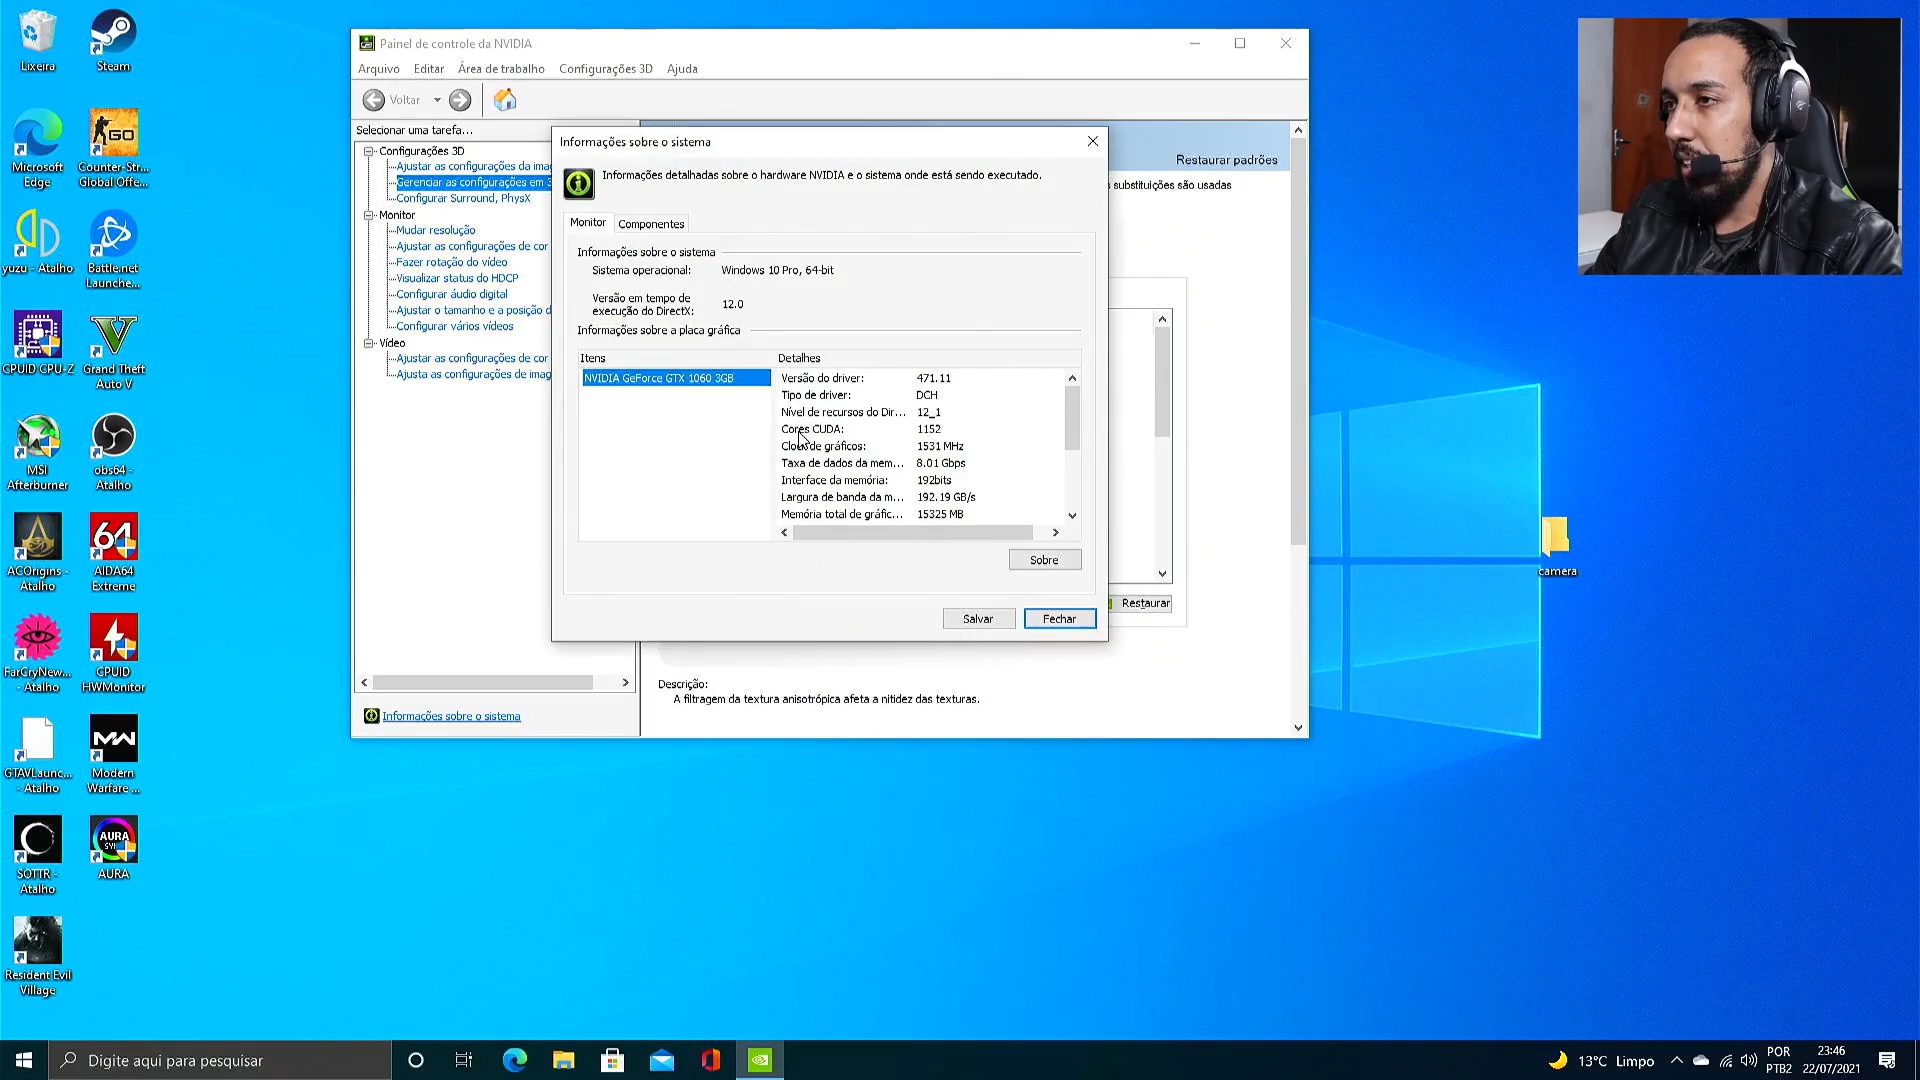 Lixeira
Steam
Microsoft
Edge
Counter-Str...
Global Offe...
yuzu - Atalho
Battle.net
Launche...
CPUID CPU-Z
Grand Theft
Auto V
MSI
Afterburner
obs64 -
Atalho
ACOrigins -
Atalho
64
AIDA64
Extreme
FarCryNew...
- Atalho
CPUID
HWMonitor
GTAVLaunc...
- Atalho
Modern
Warfare ...
SOTTR -
Atalho
AURA
AURA
Resident Evil
Village
Painel de controle da NVIDIA
Arquivo Editar Área de trabalho Configurações 3D Ajuda
Voltar
Selecionar uma tarefa...
Configurações 3D
Ajustar as configurações da imag
Gerenciar as configurações em 3
Configurar Surround, PhysX
Monitor
Mudar resolução
Ajustar as configurações de cor
Fazer rotação do vídeo
Visualizar status do HDCP
Configurar áudio digital
Ajustar o tamanho e a posição d
Configurar vários vídeos
Vídeo
Ajustar as configurações de cor
Ajusta as configurações de imag
Informações sobre o sistema
Restaurar padrões
s substituições são usadas
Restaurar
Descrição:
A filtragem da textura anisotrópica afeta a nitidez das texturas.
Informações sobre o sistema
Informações detalhadas sobre o hardware NVIDIA e o sistema onde está sendo executado.
Monitor Componentes
Informações sobre o sistema
Sistema operacional: Windows 10 Pro, 64-bit
Versão em tempo de
execução do DirectX: 12.0
Informações sobre a placa gráfica
Itens Detalhes
NVIDIA GeForce GTX 1060 3GB
Versão do driver: 471.11
Tipo de driver: DCH
Nível de recursos do Dir... 12_1
Cores CUDA: 1152
Clock de gráficos: 1531 MHz
Taxa de dados da mem... 8.01 Gbps
Interface da memória: 192bits
Largura de banda da m... 192.19 GB/s
Memória total de gráfic... 15325 MB
Sobre
Salvar Fechar
camera
Digite aqui para pesquisar
13°C Limpo
POR
PTB2
23:46
22/07/2021